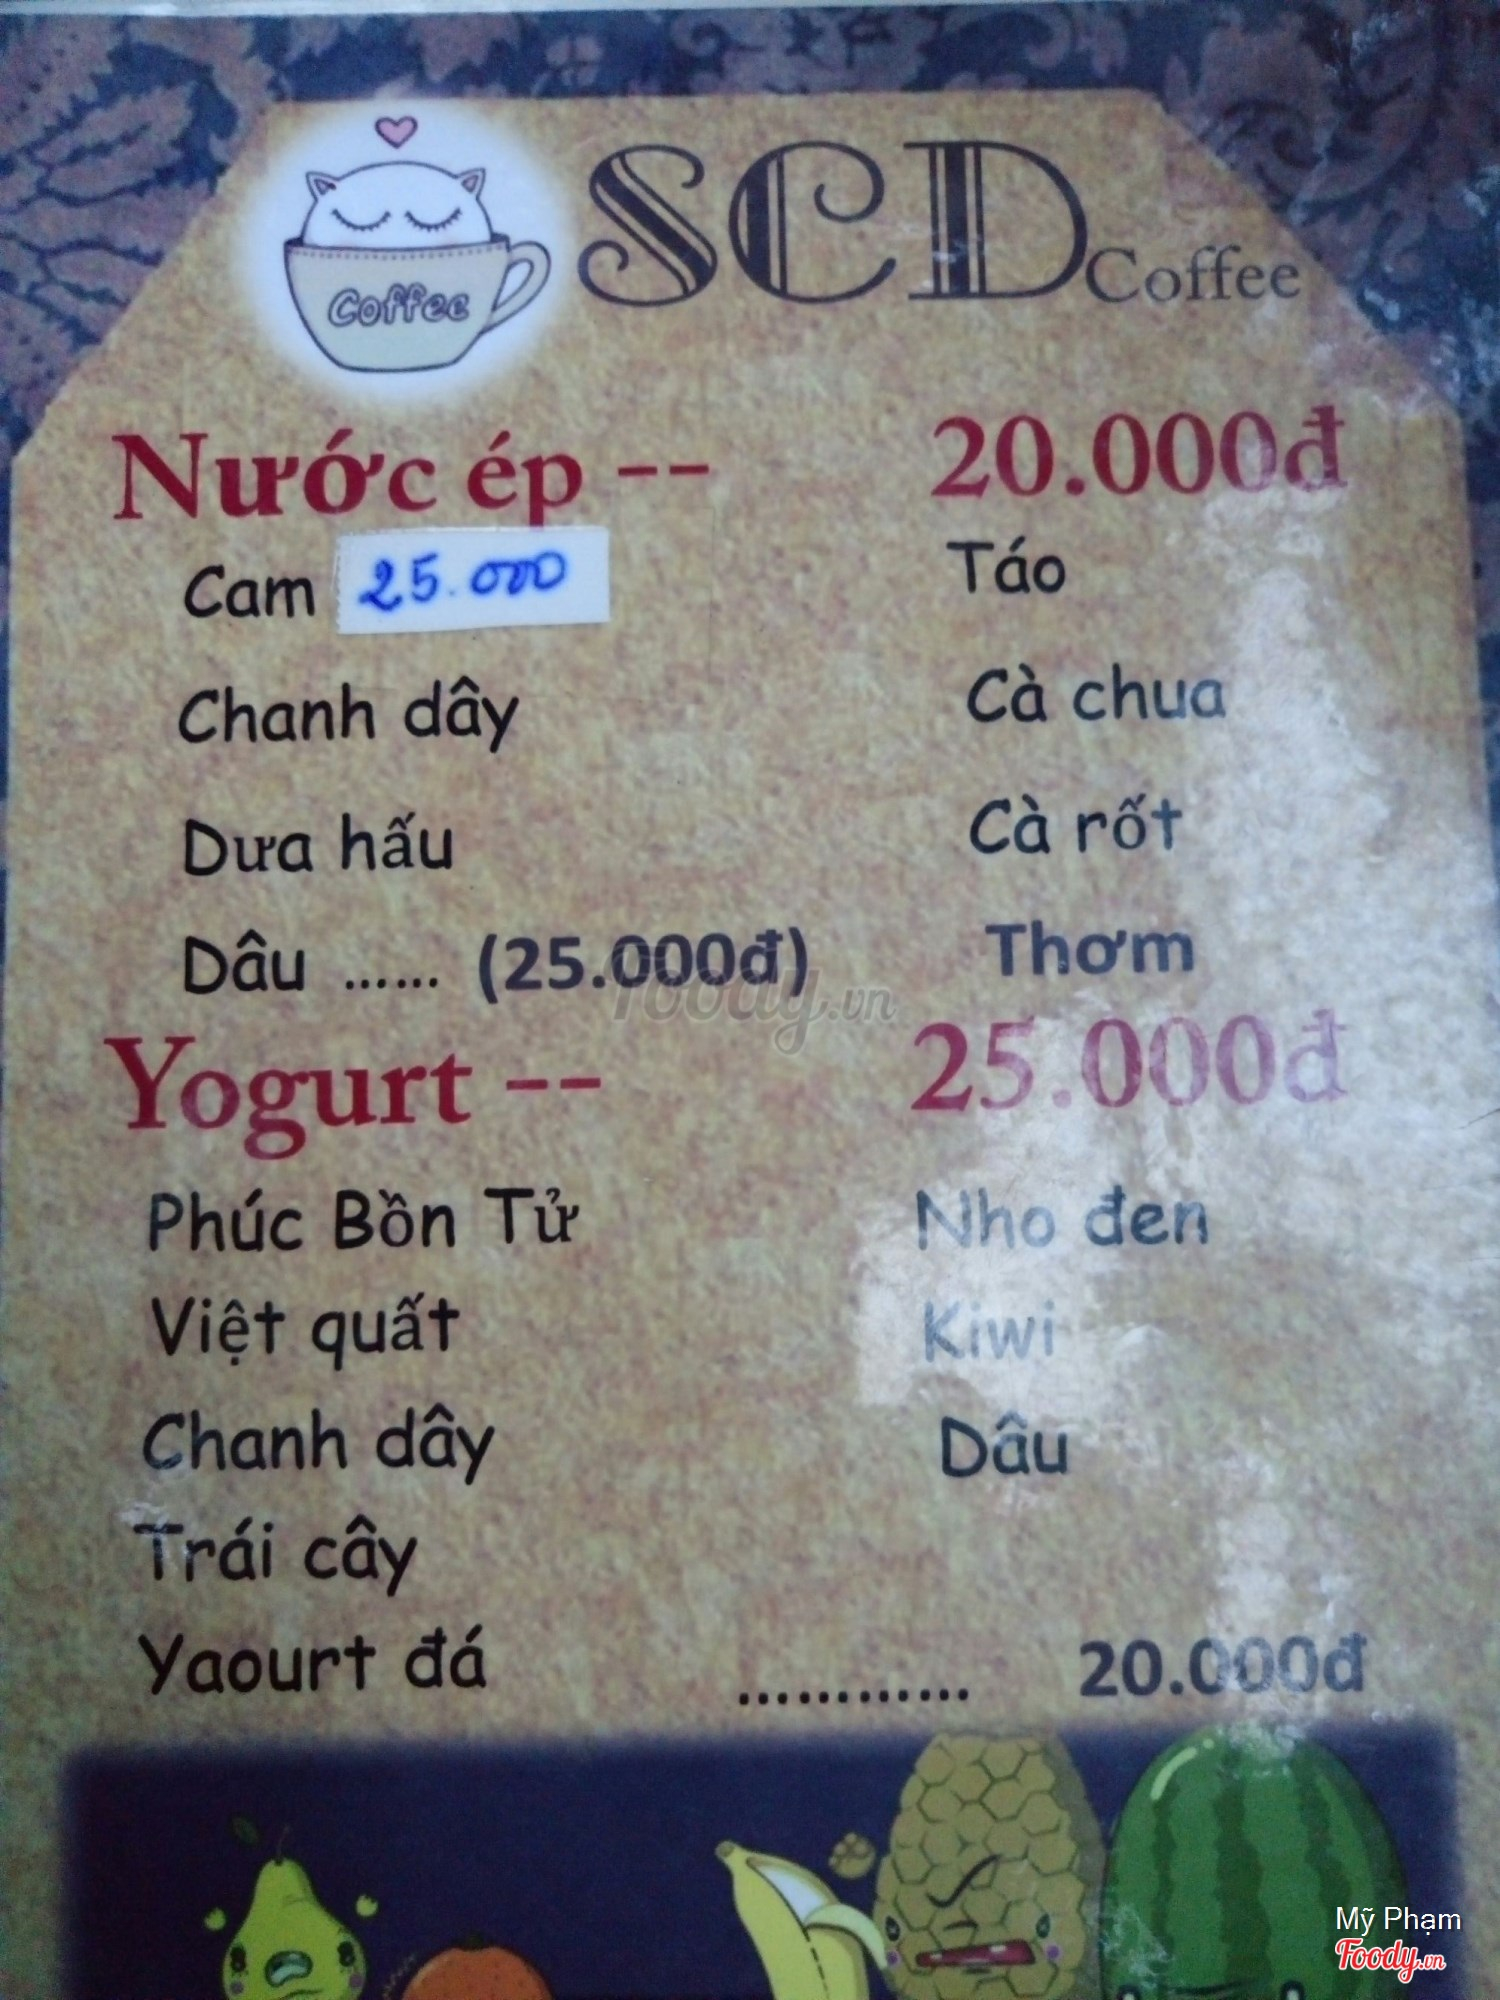 Coffee
SCD Coffee
Nước ép -- 20.000đ
Cam 25.000
Táo
Chanh dây
Cà chua
Dưa hấu
Cà rốt
Dâu ...... (25.000đ)
Thơm
foody.vn
Yogurt -- 25.000đ
Phúc Bồn Tử
Nho đen
Việt quất
Kiwi
Chanh dây
Dâu
Trái cây
Yaourt đá ............ 20.000đ
Mỹ Phạm
Foody.vn